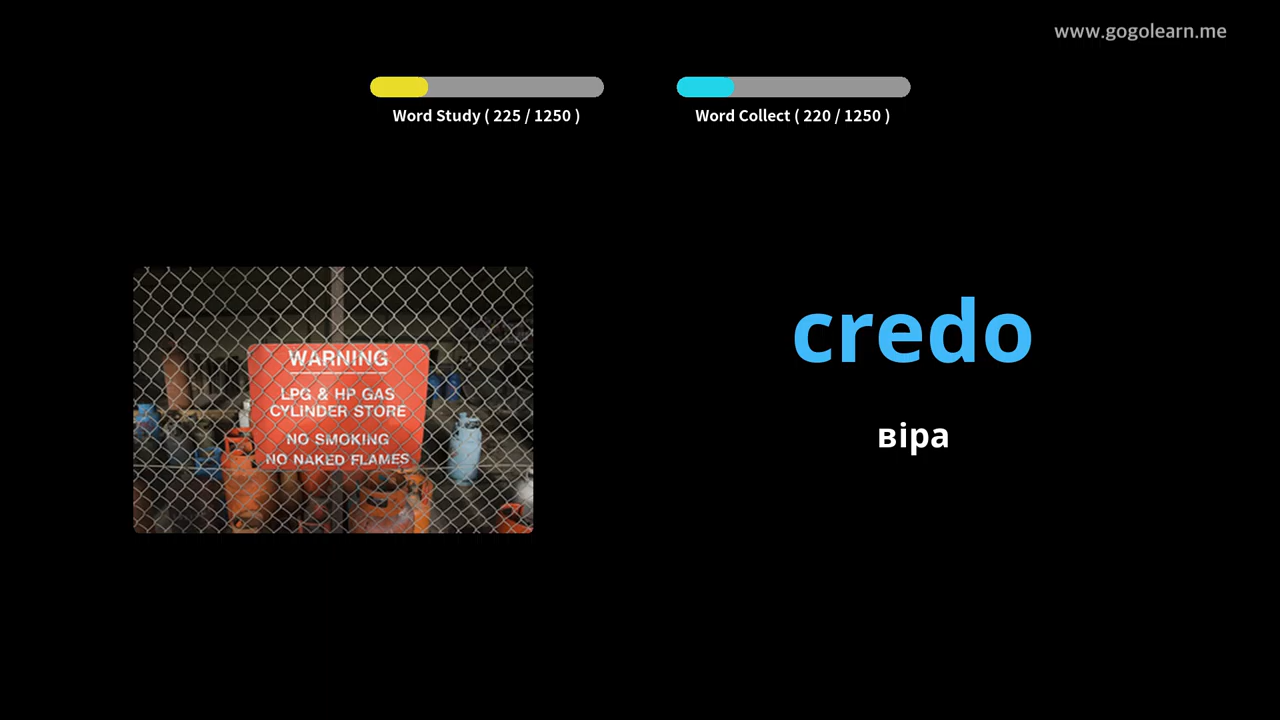 www.gogolearn.me
Word Study ( 225 / 1250 )
Word Collect ( 220 / 1250 )
WARNING
LPG & HP GAS
CYLINDER STORE
NO SMOKING
NO NAKED FLAMES
credo
віра